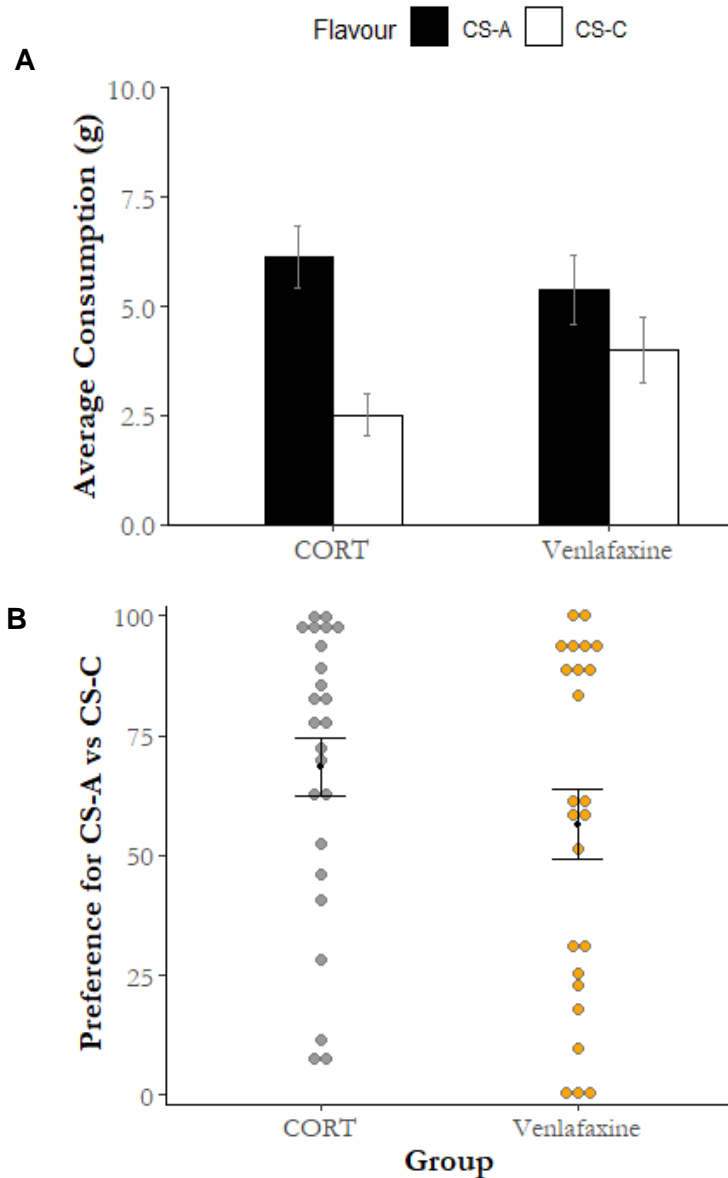 Flavour CS-A CS-C
A
Average Consumption (g)
10.0
7.5
5.0
2.5
0.0
CORT Venlafaxine
B
Preference for CS-A vs CS-C
100
75
50
25
0
CORT Venlafaxine
Group